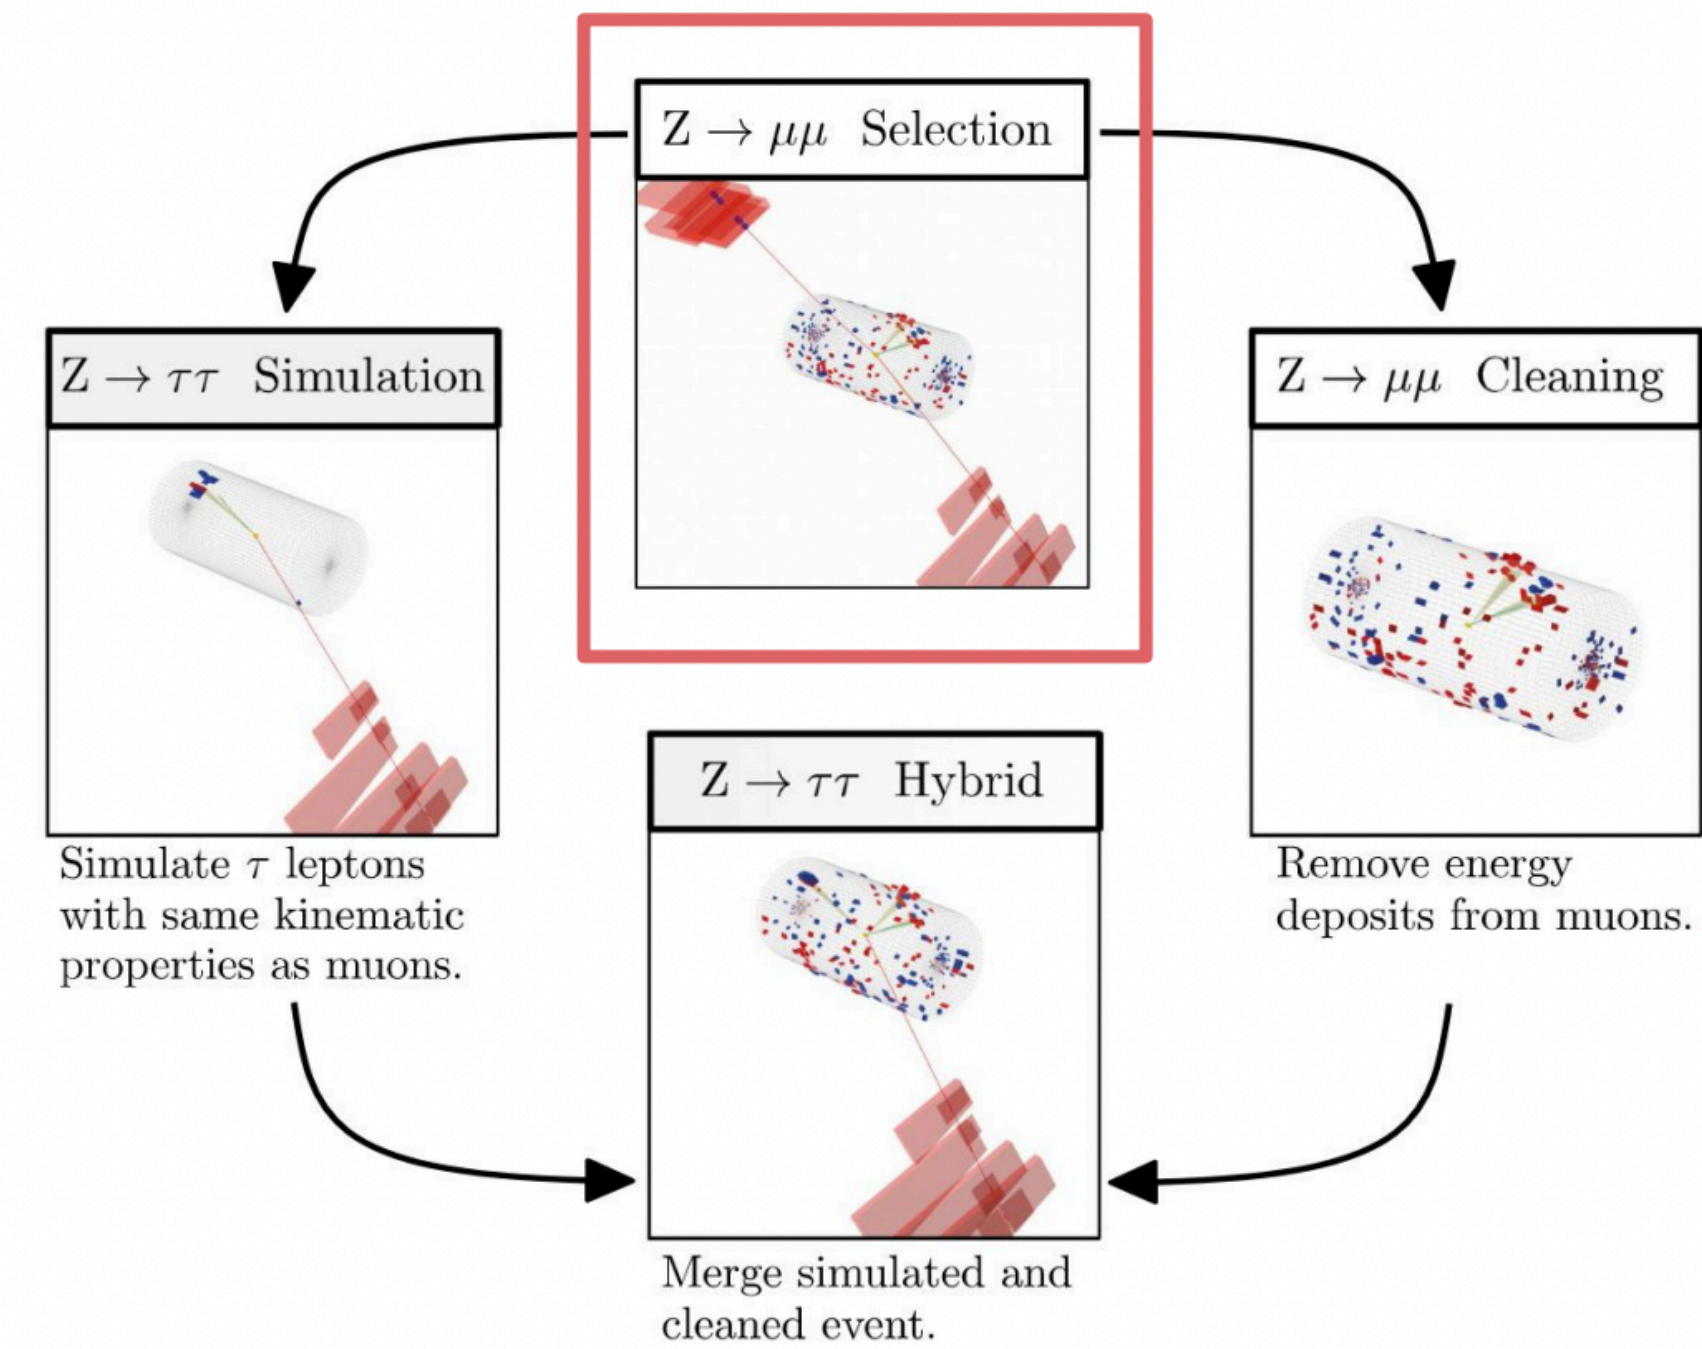 Z → μμ Selection
Z → ττ Simulation
Simulate τ leptons
with same kinematic
properties as muons.
Z → μμ Cleaning
Remove energy
deposits from muons.
Z → ττ Hybrid
Merge simulated and
cleaned event.